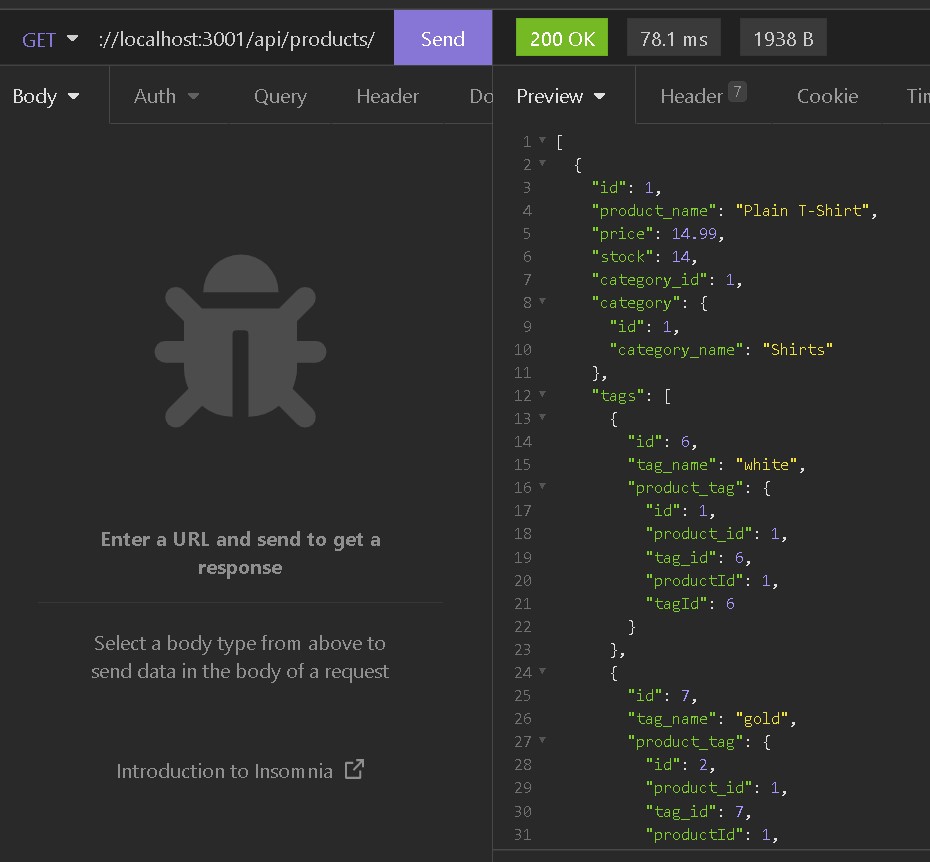 GET ://localhost:3001/api/products/ Send 200 OK 78.1 ms 1938 B
Body Auth Query Header Do Preview Header 7 Cookie Tim
Enter a URL and send to get a
response
Select a body type from above to
send data in the body of a request
Introduction to Insomnia
1 [
2 {
3 "id": 1,
4 "product_name": "Plain T-Shirt",
5 "price": 14.99,
6 "stock": 14,
7 "category_id": 1,
8 "category": {
9 "id": 1,
10 "category_name": "Shirts"
11 },
12 "tags": [
13 {
14 "id": 6,
15 "tag_name": "white",
16 "product_tag": {
17 "id": 1,
18 "product_id": 1,
19 "tag_id": 6,
20 "productId": 1,
21 "tagId": 6
22 }
23 },
24 {
25 "id": 7,
26 "tag_name": "gold",
27 "product_tag": {
28 "id": 2,
29 "product_id": 1,
30 "tag_id": 7,
31 "productId": 1,